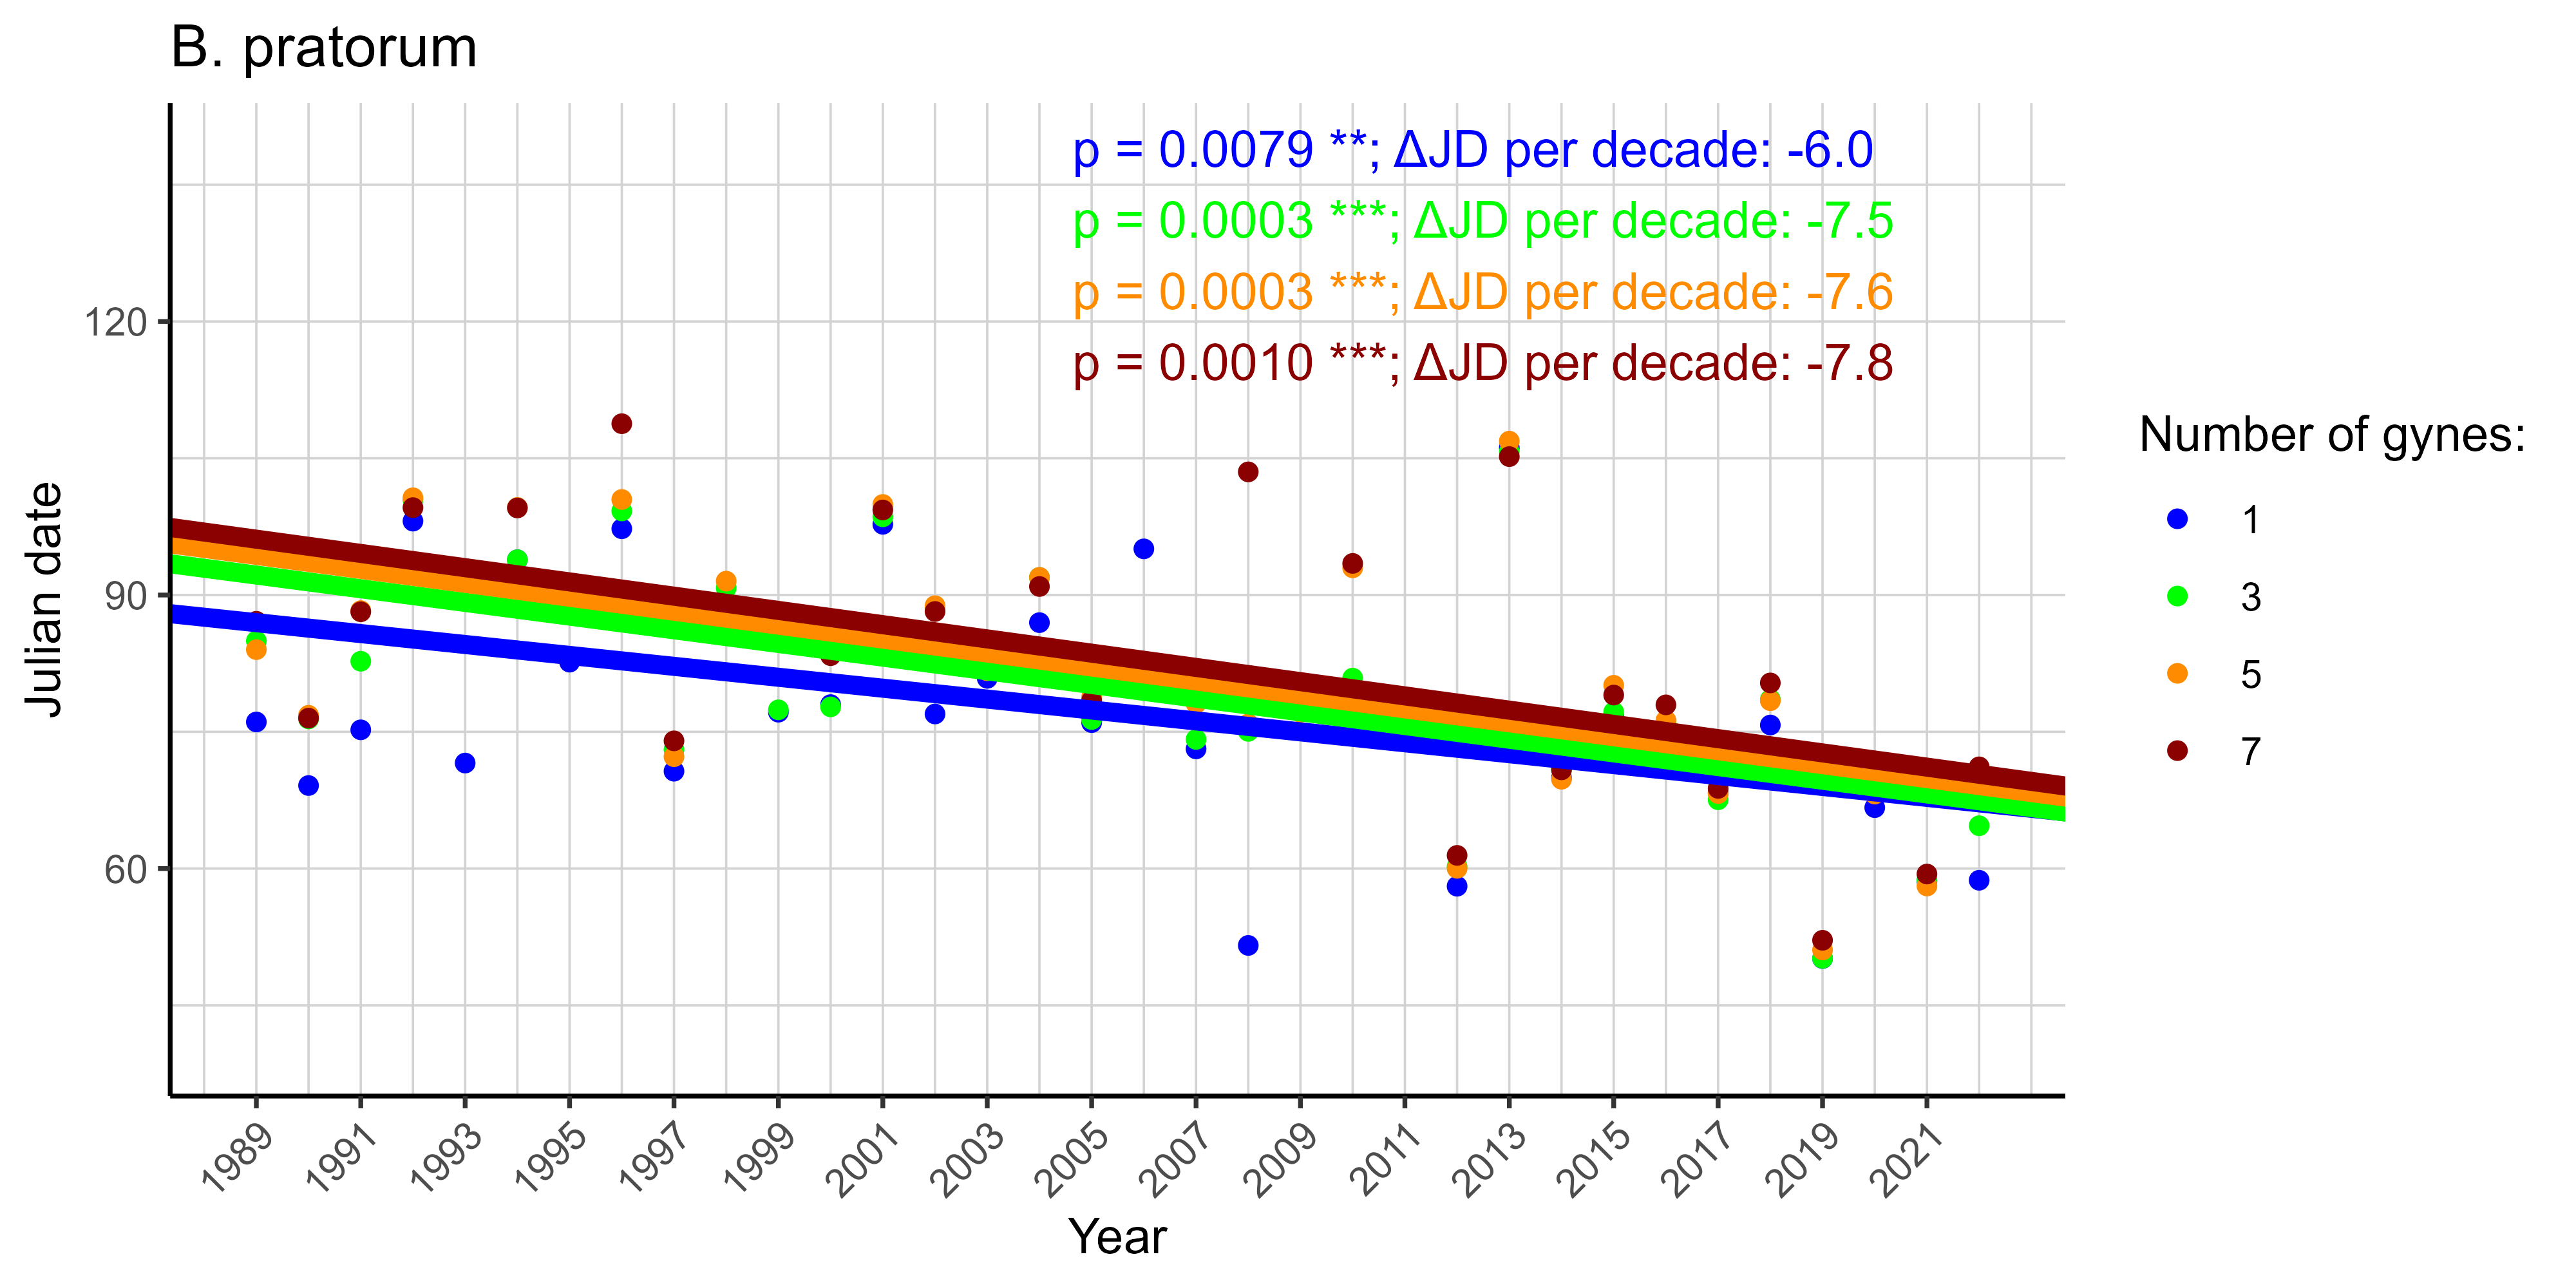 B. pratorum
p = 0.0079 **; ΔJD per decade: -6.0
p = 0.0003 ***; ΔJD per decade: -7.5
p = 0.0003 ***; ΔJD per decade: -7.6
p = 0.0010 ***; ΔJD per decade: -7.8
Julian date
120
90
60
1989 1991 1993 1995 1997 1999 2001 2003 2005 2007 2009 2011 2013 2015 2017 2019 2021
Year
Number of gynes:
1
3
5
7